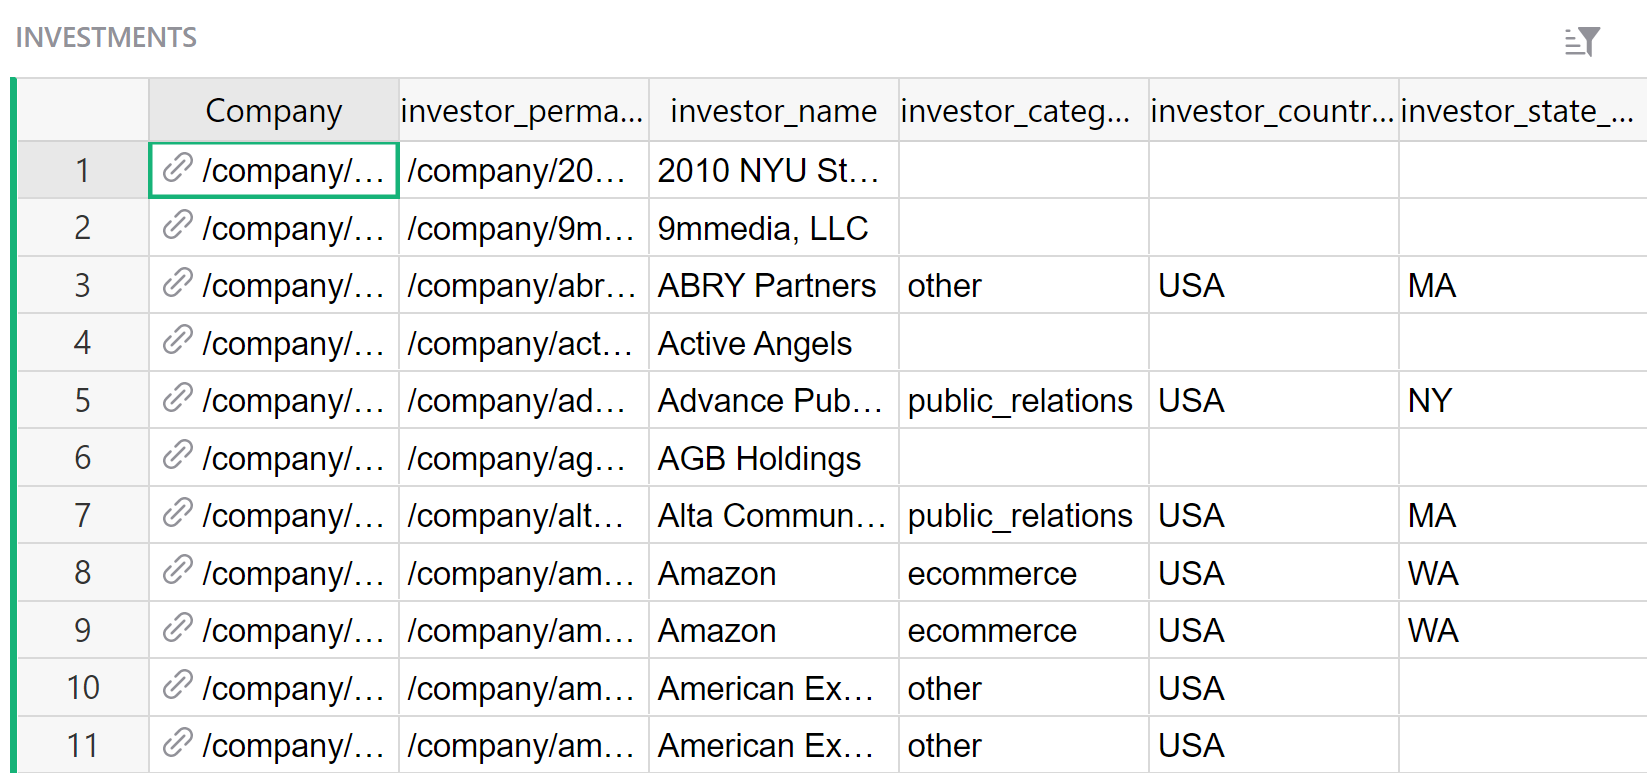 INVESTMENTS
Company investor_perma... investor_name investor_categ... investor_countr... investor_state_...
1 /company/... /company/20... 2010 NYU St...
2 /company/... /company/9m... 9mmedia, LLC
3 /company/... /company/abr... ABRY Partners other USA MA
4 /company/... /company/act... Active Angels
5 /company/... /company/ad... Advance Pub... public_relations USA NY
6 /company/... /company/ag... AGB Holdings
7 /company/... /company/alt... Alta Commun... public_relations USA MA
8 /company/... /company/am... Amazon ecommerce USA WA
9 /company/... /company/am... Amazon ecommerce USA WA
10 /company/... /company/am... American Ex... other USA
11 /company/... /company/am... American Ex... other USA